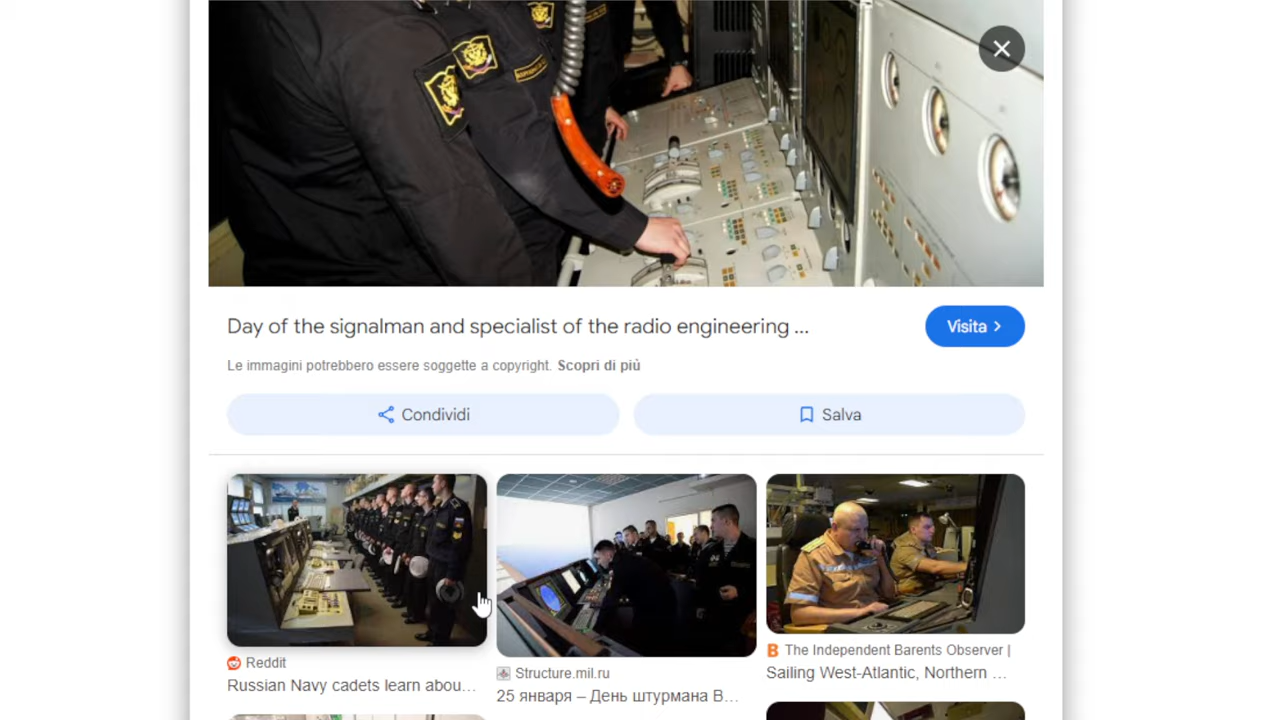 Day of the signalman and specialist of the radio engineering ...
Visita
Le immagini potrebbero essere soggette a copyright. Scopri di più
Condividi
Salva
Reddit
Russian Navy cadets learn abou...
Structure.mil.ru
25 января – День штурмана В...
The Independent Barents Observer |
Sailing West-Atlantic, Northern ...